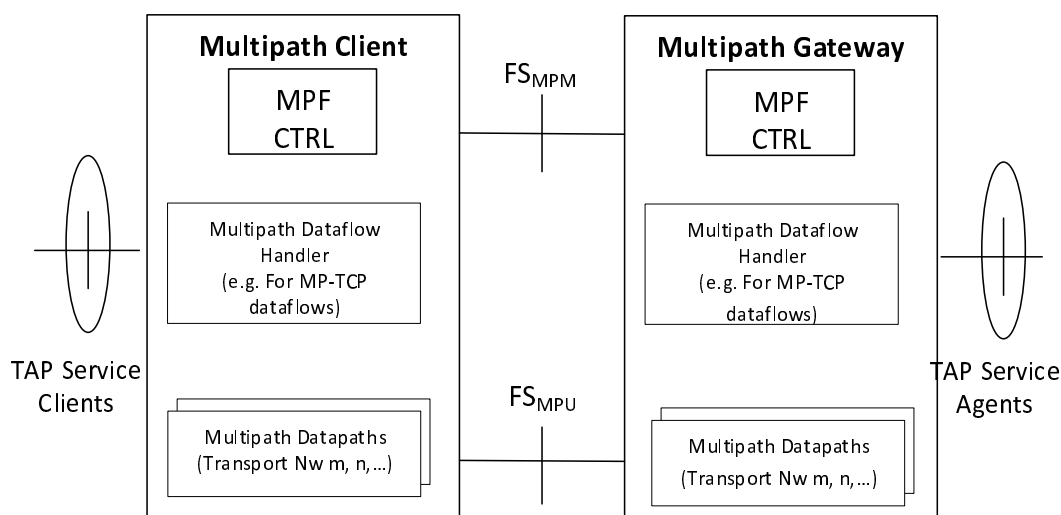 Multipath Client
MPF
CTRL
Multipath Dataflow
Handler
(e.g. For MP-TCP
dataflows)
Multipath Datapaths
(Transport Nw m, n,...)
TAP Service
Clients
FSMPM
FSMPU
Multipath Gateway
MPF
CTRL
Multipath Dataflow
Handler
(e.g. For MP-TCP
dataflows)
Multipath Datapaths
(Transport Nw m, n,...)
TAP Service
Agents